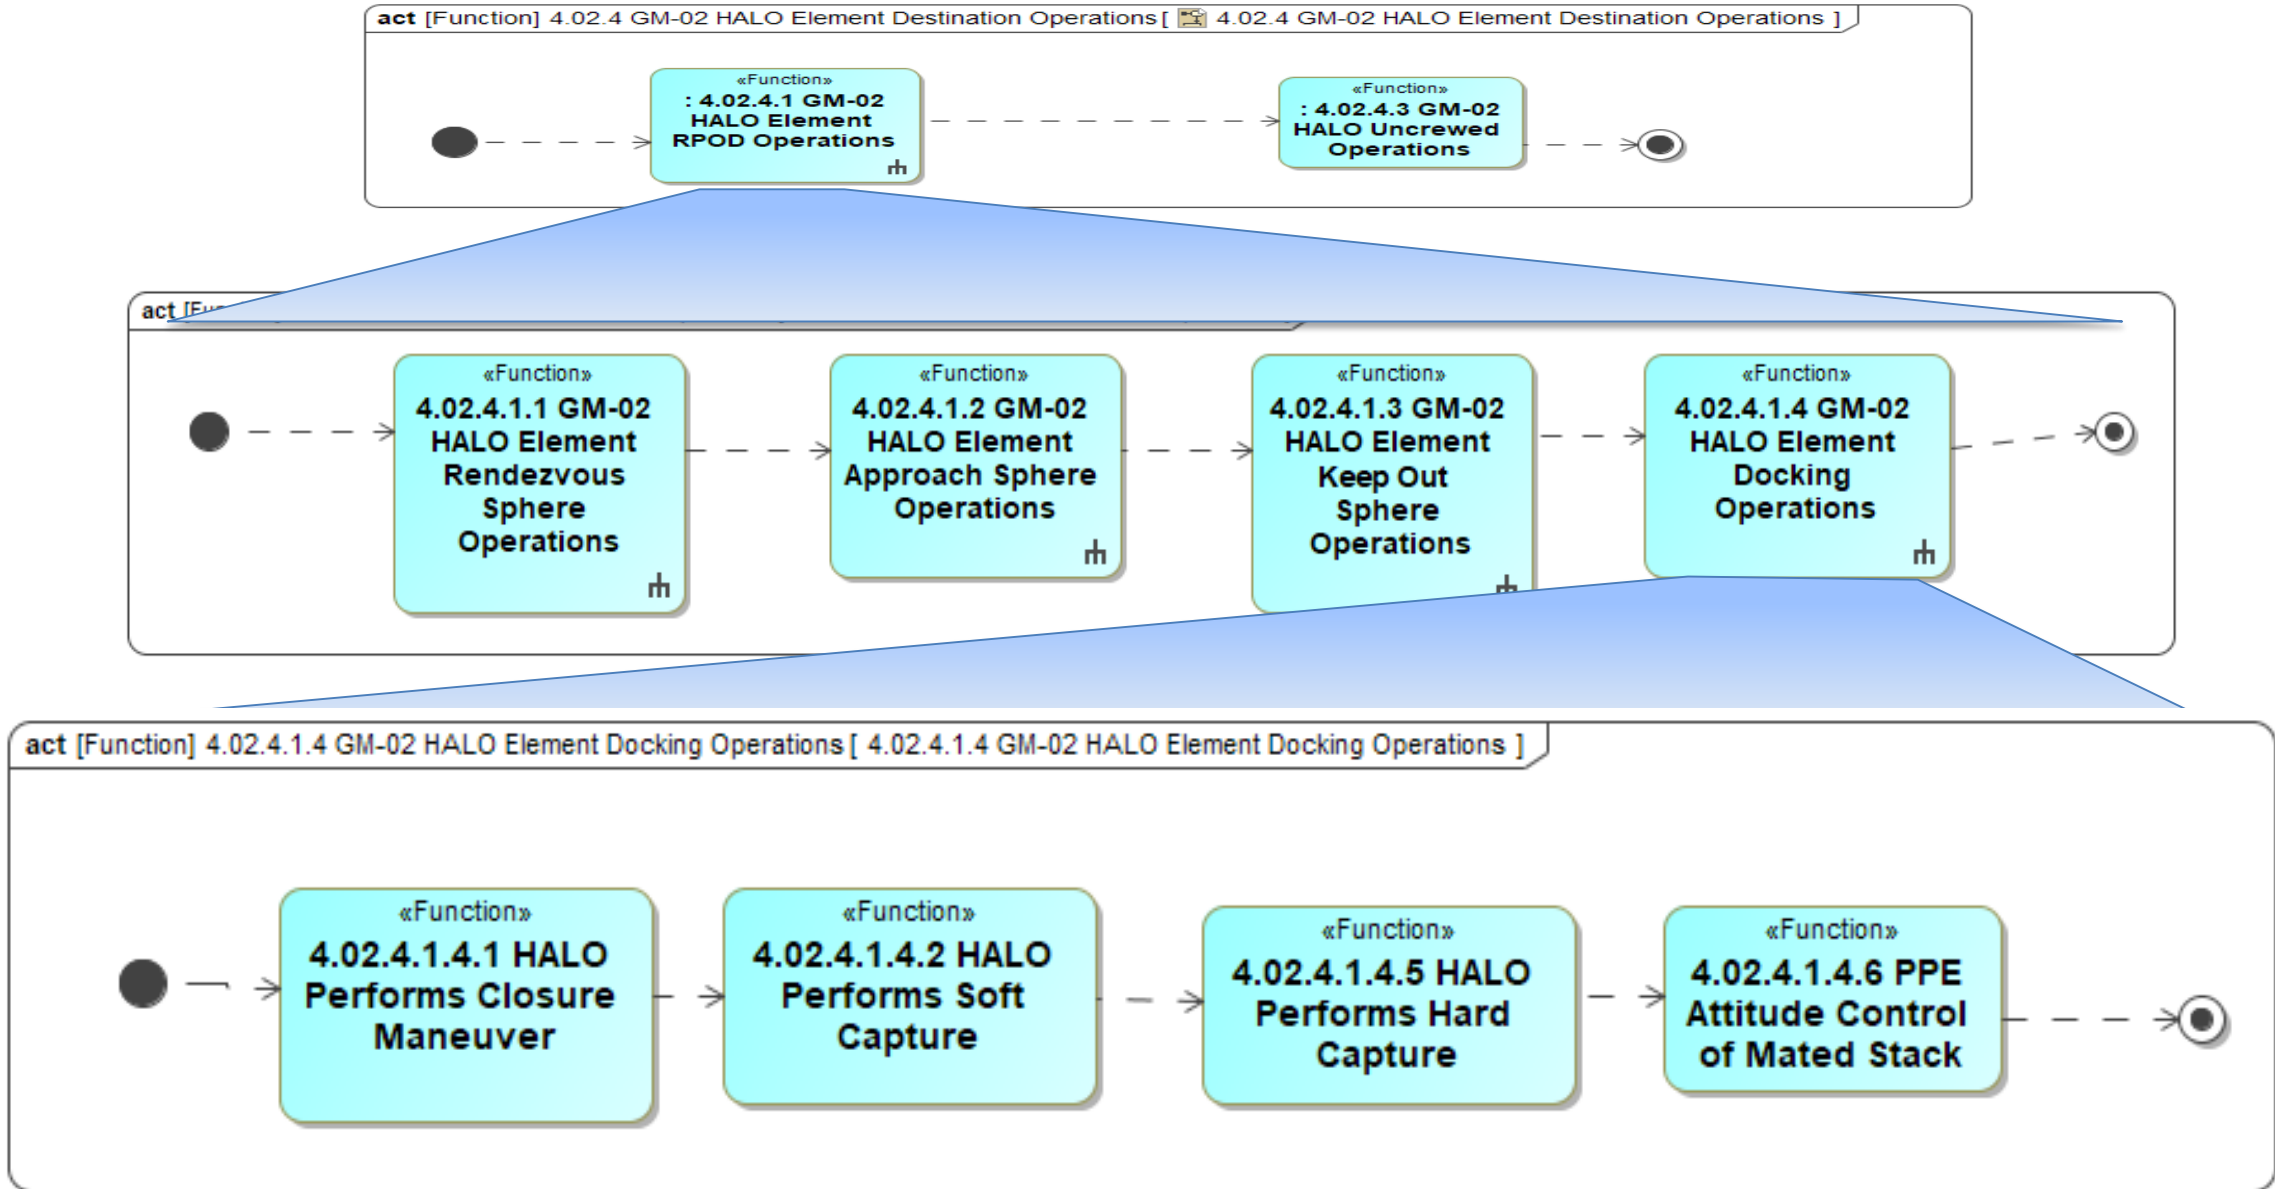 act [Function] 4.02.4 GM-02 HALO Element Destination Operations [ 4.02.4 GM-02 HALO Element Destination Operations ]
«Function»
: 4.02.4.1 GM-02
HALO Element
RPOD Operations
«Function»
: 4.02.4.3 GM-02
HALO Uncrewed
Operations
act
«Function»
4.02.4.1.1 GM-02
HALO Element
Rendezvous
Sphere
Operations
«Function»
4.02.4.1.2 GM-02
HALO Element
Approach Sphere
Operations
«Function»
4.02.4.1.3 GM-02
HALO Element
Keep Out
Sphere
Operations
«Function»
4.02.4.1.4 GM-02
HALO Element
Docking
Operations
act [Function] 4.02.4.1.4 GM-02 HALO Element Docking Operations [ 4.02.4.1.4 GM-02 HALO Element Docking Operations ]
«Function»
4.02.4.1.4.1 HALO
Performs Closure
Maneuver
«Function»
4.02.4.1.4.2 HALO
Performs Soft
Capture
«Function»
4.02.4.1.4.5 HALO
Performs Hard
Capture
«Function»
4.02.4.1.4.6 PPE
Attitude Control
of Mated Stack